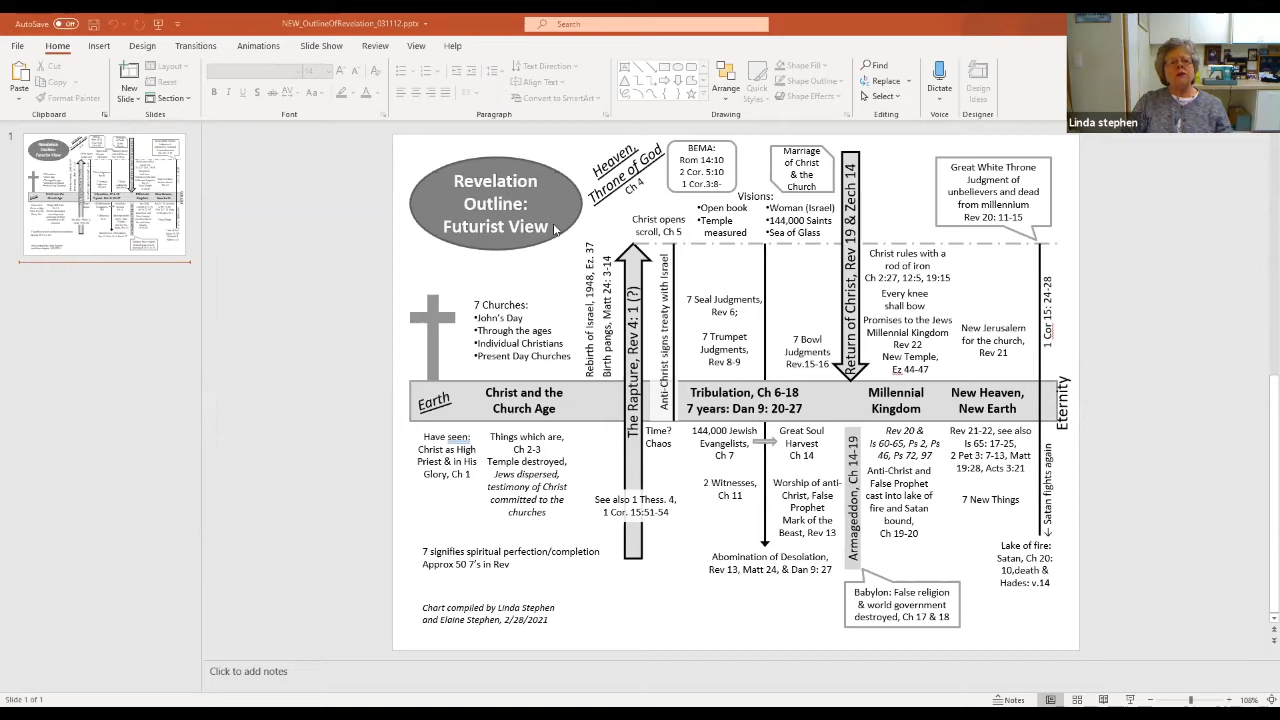 AutoSave Off
NEW_OutlineOfRevelation_031112.pptx
Search
File Home Insert Design Transitions Animations Slide Show Review View Help
Paste
Cut
Copy
Format Painter
Clipboard
New
Slide
Layout
Reset
Section
Slides
14
Font
Text Direction
Align Text
Convert to SmartArt
Paragraph
Arrange
Quick
Styles
Shape Fill
Shape Outline
Shape Effects
Drawing
Find
Replace
Select
Editing
Dictate
Voice
Design
Ideas
Designer
Linda stephen
1
Revelation
Outline:
Futurist View
Heaven,
Throne of God
Ch 4
BEMA:
Rom 14:10
2 Cor. 5:10
1 Cor.3:8-
Marriage
of Christ
& the
Church
Visions:
•Open book
•Temple
measured
•Woman (Israel)
•144,000 Saints
•Sea of Glass
Christ opens
scroll, Ch 5
Return of Christ, Rev 19 & Zech 14
Great White Throne
Judgment of
unbelievers and dead
from millennium
Rev 20: 11-15
7 Churches:
•John's Day
•Through the ages
•Individual Christians
•Present Day Churches
Rebirth of Israel, 1948, Ez. 37
Birth pangs, Matt 24: 3-14
The Rapture, Rev 4: 1 (?)
Anti-Christ signs treaty with Israel
7 Seal Judgments,
Rev 6;
7 Trumpet
Judgments,
Rev 8-9
7 Bowl
Judgments
Rev.15-16
Christ rules with a
rod of iron
Ch 2:27, 12:5, 19:15
Every knee
shall bow
Promises to the Jews
Millennial Kingdom
Rev 22
New Temple,
Ez 44-47
New Jerusalem
for the church,
Rev 21
1 Cor 15: 24-28
Earth
Christ and the
Church Age
Tribulation, Ch 6-18
7 years: Dan 9: 20-27
Millennial
Kingdom
New Heaven,
New Earth
Eternity
Have seen:
Christ as High
Priest & in His
Glory, Ch 1
Things which are,
Ch 2-3
Temple destroyed,
Jews dispersed,
testimony of Christ
committed to the
churches
Time?
Chaos
See also 1 Thess. 4,
1 Cor. 15:51-54
144,000 Jewish
Evangelists,
Ch 7
Great Soul
Harvest
Ch 14
2 Witnesses,
Ch 11
Worship of anti-
Christ, False
Prophet
Mark of the
Beast, Rev 13
Abomination of Desolation,
Rev 13, Matt 24, & Dan 9: 27
Armageddon, Ch 14-19
Rev 20 &
Is 60-65, Ps 2, Ps
46, Ps 72, 97
Anti-Christ and
False Prophet
cast into lake of
fire and Satan
bound,
Ch 19-20
Rev 21-22, see also
Is 65: 17-25,
2 Pet 3: 7-13, Matt
19:28, Acts 3:21
7 New Things
← Satan fights again
Lake of fire:
Satan, Ch 20:
10,death &
Hades: v.14
Babylon: False religion
& world government
destroyed, Ch 17 & 18
7 signifies spiritual perfection/completion
Approx 50 7's in Rev
Chart compiled by Linda Stephen
and Elaine Stephen, 2/28/2021
Click to add notes
Slide 1 of 1
Notes
108%